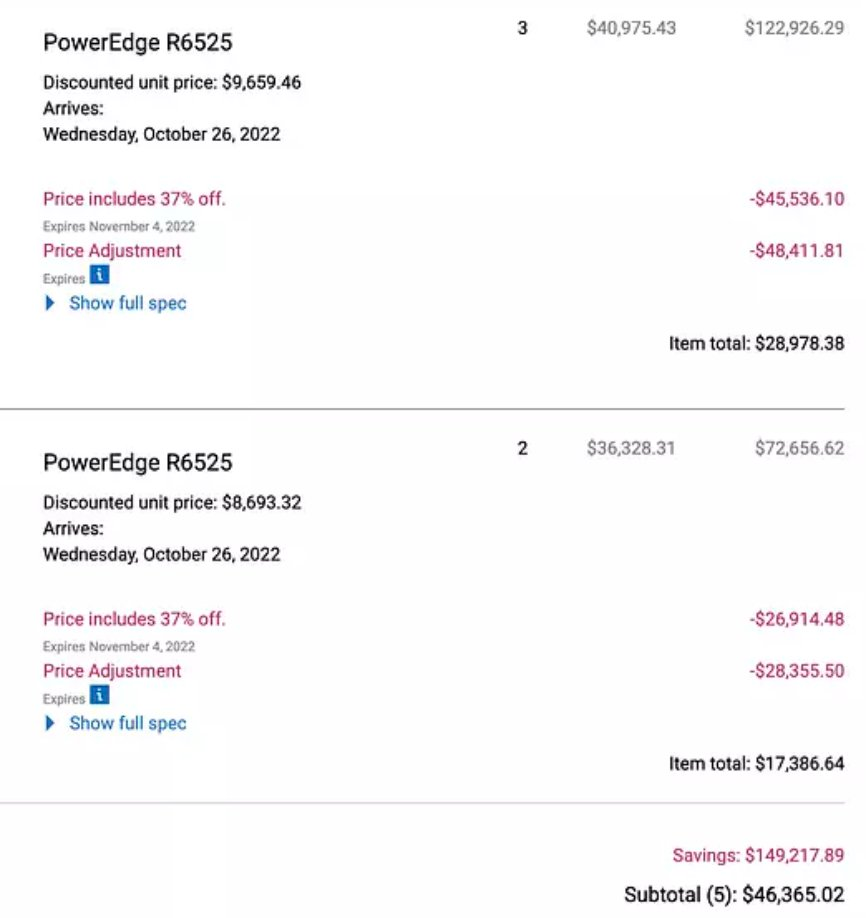 PowerEdge R6525 3 $40,975.43 $122,926.29
Discounted unit price: $9,659.46
Arrives:
Wednesday, October 26, 2022
Price includes 37% off. -$45,536.10
Expires November 4, 2022
Price Adjustment -$48,411.81
Expires i
Show full spec
Item total: $28,978.38
PowerEdge R6525 2 $36,328.31 $72,656.62
Discounted unit price: $8,693.32
Arrives:
Wednesday, October 26, 2022
Price includes 37% off. -$26,914.48
Expires November 4, 2022
Price Adjustment -$28,355.50
Expires i
Show full spec
Item total: $17,386.64
Savings: $149,217.89
Subtotal (5): $46,365.02